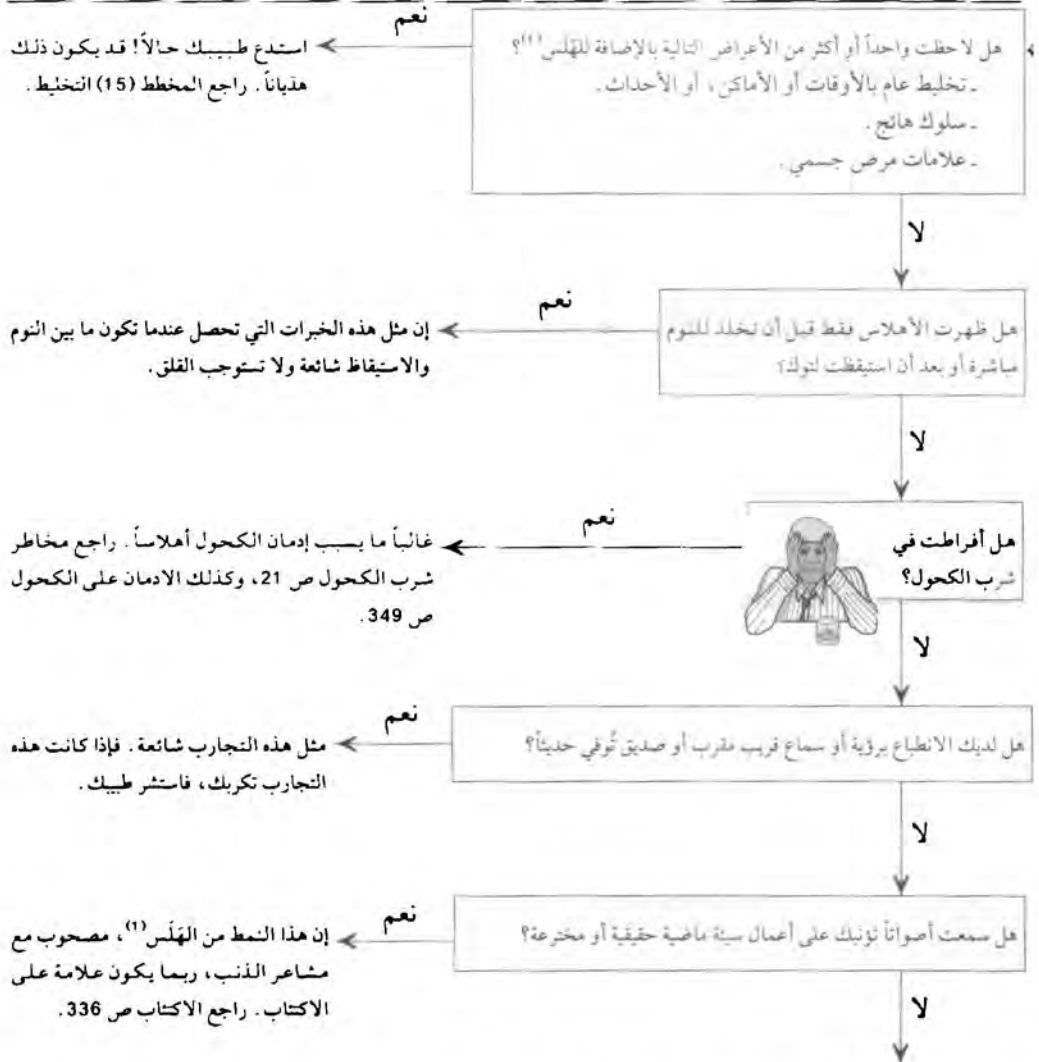 هل لاحظت واحداً أو أكثر من الأعراض التالية بالإضافة للهَلَس(1)؟
ـ تخليط عام بالأوقات أو الأماكن، أو الأحداث.
ـ سلوك هائج.
ـ علامات مرض جسمي.
نعم
استدع طبيبك حالاً! قد يكون ذلك
هذياناً. راجع المخطط (15) التخليط.
لا
هل ظهرت الأهلاس فقط قبل أن تخلد للنوم
مباشرة أو بعد أن استيقظت لتوك؟
نعم
إن مثل هذه الخبرات التي تحصل عندما تكون ما بين النوم
والاستيقاظ شائعة ولا تستوجب القلق.
لا
هل أفراطت في
شرب الكحول؟
نعم
غالباً ما يسبب إدمان الكحول أهلاساً. راجع مخاطر
شرب الكحول ص 21، وكذلك الادمان على الكحول
ص 349.
لا
هل لديك الانطباع برؤية أو سماع قريب مقرب أو صديق تُوفي حديثاً؟
نعم
مثل هذه التجارب شائعة. فإذا كانت هذه
التجارب تكربك، فاستشر طبيبك.
لا
هل سمعت أصواتاً تؤنبك على أعمال سيئة ماضية حقيقية أو مخترعة؟
نعم
إن هذا النمط من الهَلَس(1)، مصحوب مع
مشاعر الذنب، ربما يكون علامة على
الاكتئاب. راجع الاكتئاب ص 336.
لا